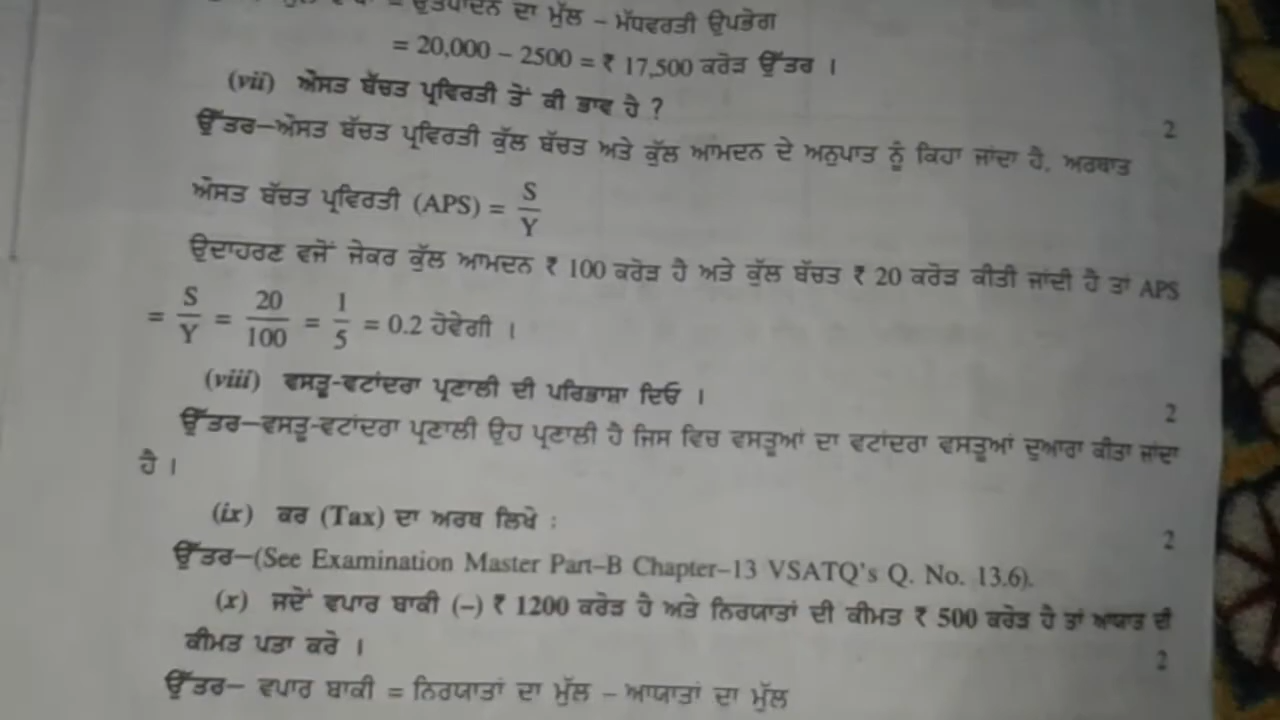 ਮੁੱਲ = ਉਤਪਾਦਨ ਦਾ ਮੁੱਲ – ਮੱਧਵਰਤੀ ਉਪਭੋਗ
= 20,000 – 2500 = ₹ 17,500 ਕਰੋੜ ਉੱਤਰ ।
(vii) ਔਸਤ ਬੱਚਤ ਪ੍ਰਵਿਰਤੀ ਤੋਂ ਕੀ ਭਾਵ ਹੈ ?
2
ਉੱਤਰ–ਔਸਤ ਬੱਚਤ ਪ੍ਰਵਿਰਤੀ ਕੁੱਲ ਬੱਚਤ ਅਤੇ ਕੁੱਲ ਆਮਦਨ ਦੇ ਅਨੁਪਾਤ ਨੂੰ ਕਿਹਾ ਜਾਂਦਾ ਹੈ, ਅਰਥਾਤ
ਔਸਤ ਬੱਚਤ ਪ੍ਰਵਿਰਤੀ (APS) = S/Y
ਉਦਾਹਰਣ ਵਜੋਂ ਜੇਕਰ ਕੁੱਲ ਆਮਦਨ ₹ 100 ਕਰੋੜ ਹੈ ਅਤੇ ਕੁੱਲ ਬੱਚਤ ₹ 20 ਕਰੋੜ ਕੀਤੀ ਜਾਂਦੀ ਹੈ ਤਾਂ APS
= S/Y = 20/100 = 1/5 = 0.2 ਹੋਵੇਗੀ ।
(viii) ਵਸਤੂ-ਵਟਾਂਦਰਾ ਪ੍ਰਣਾਲੀ ਦੀ ਪਰਿਭਾਸ਼ਾ ਦਿਓ ।
2
ਉੱਤਰ–ਵਸਤੂ-ਵਟਾਂਦਰਾ ਪ੍ਰਣਾਲੀ ਉਹ ਪ੍ਰਣਾਲੀ ਹੈ ਜਿਸ ਵਿਚ ਵਸਤੂਆਂ ਦਾ ਵਟਾਂਦਰਾ ਵਸਤੂਆਂ ਦੁਆਰਾ ਕੀਤਾ ਜਾਂਦਾ
ਹੈ ।
(ix) ਕਰ (Tax) ਦਾ ਅਰਥ ਲਿਖੋ :
2
ਉੱਤਰ–(See Examination Master Part–B Chapter–13 VSATQ's Q. No. 13.6).
(x) ਜਦੋਂ ਵਪਾਰ ਬਾਕੀ (–) ₹ 1200 ਕਰੋੜ ਹੈ ਅਤੇ ਨਿਰਯਾਤਾਂ ਦੀ ਕੀਮਤ ₹ 500 ਕਰੋੜ ਹੈ ਤਾਂ ਆਯਾਤ ਦੀ
ਕੀਮਤ ਪਤਾ ਕਰੋ ।
2
ਉੱਤਰ– ਵਪਾਰ ਬਾਕੀ = ਨਿਰਯਾਤਾਂ ਦਾ ਮੁੱਲ – ਆਯਾਤਾਂ ਦਾ ਮੁੱਲ